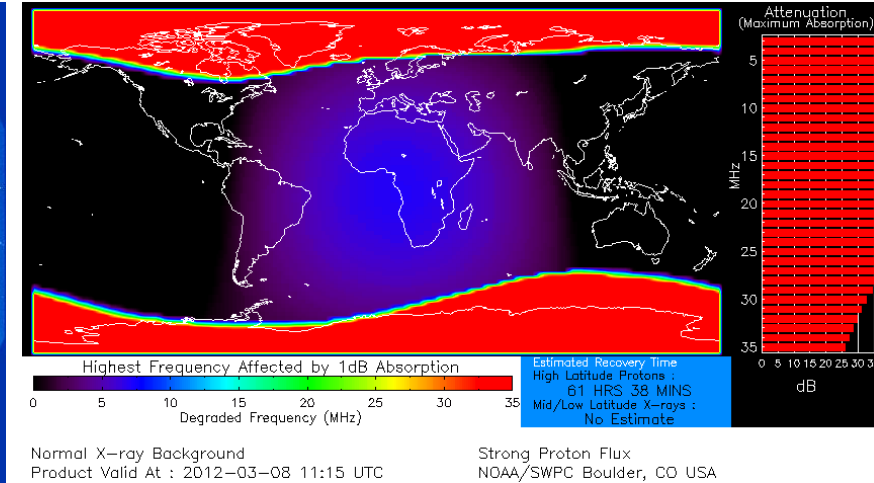 Attenuation
(Maximum Absorption)
5
10
15
20
25
30
35
MHz
0 5 10 15 20 25 30 3
dB
Highest Frequency Affected by 1dB Absorption
0 5 10 15 20 25 30 35
Degraded Frequency (MHz)
Estimated Recovery Time
High Latitude Protons :
61 HRS 38 MINS
Mid/Low Latitude X-rays :
No Estimate
Normal X-ray Background
Product Valid At : 2012-03-08 11:15 UTC
Strong Proton Flux
NOAA/SWPC Boulder, CO USA